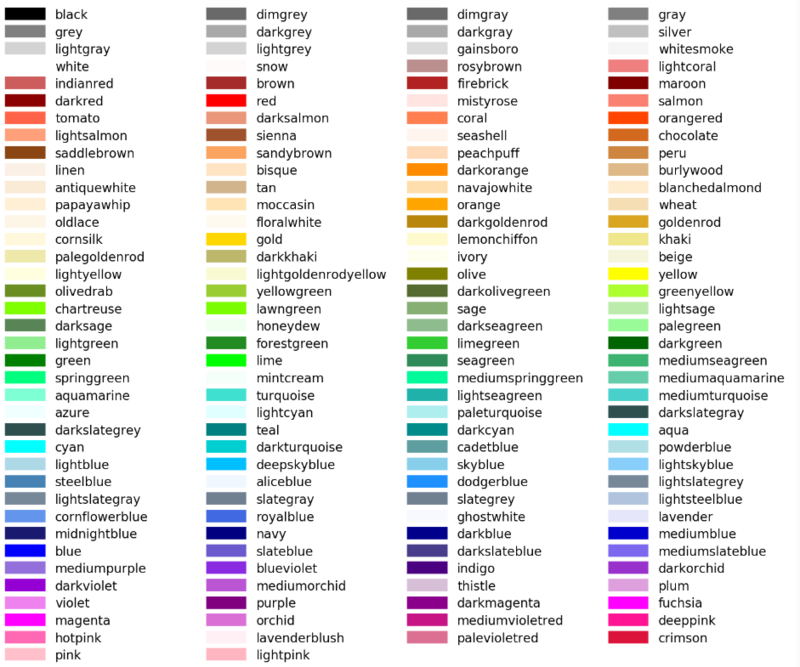 black dimgrey dimgray gray
grey darkgrey darkgray silver
lightgray lightgrey gainsboro whitesmoke
white snow rosybrown lightcoral
indianred brown firebrick maroon
darkred red mistyrose salmon
tomato darksalmon coral orangered
lightsalmon sienna seashell chocolate
saddlebrown sandybrown peachpuff peru
linen bisque darkorange burlywood
antiquewhite tan navajowhite blanchedalmond
papayawhip moccasin orange wheat
oldlace floralwhite darkgoldenrod goldenrod
cornsilk gold lemonchiffon khaki
palegoldenrod darkkhaki ivory beige
lightyellow lightgoldenrodyellow olive yellow
olivedrab yellowgreen darkolivegreen greenyellow
chartreuse lawngreen sage lightsage
darksage honeydew darkseagreen palegreen
lightgreen forestgreen limegreen darkgreen
green lime seagreen mediumseagreen
springgreen mintcream mediumspringgreen mediumaquamarine
aquamarine turquoise lightseagreen mediumturquoise
azure lightcyan paleturquoise darkslategray
darkslategrey teal darkcyan aqua
cyan darkturquoise cadetblue powderblue
lightblue deepskyblue skyblue lightskyblue
steelblue aliceblue dodgerblue lightslategrey
lightslategray slategray slategrey lightsteelblue
cornflowerblue royalblue ghostwhite lavender
midnightblue navy darkblue mediumblue
blue slateblue darkslateblue mediumslateblue
mediumpurple blueviolet indigo darkorchid
darkviolet mediumorchid thistle plum
violet purple darkmagenta fuchsia
magenta orchid mediumvioletred deeppink
hotpink lavenderblush palevioletred crimson
pink lightpink